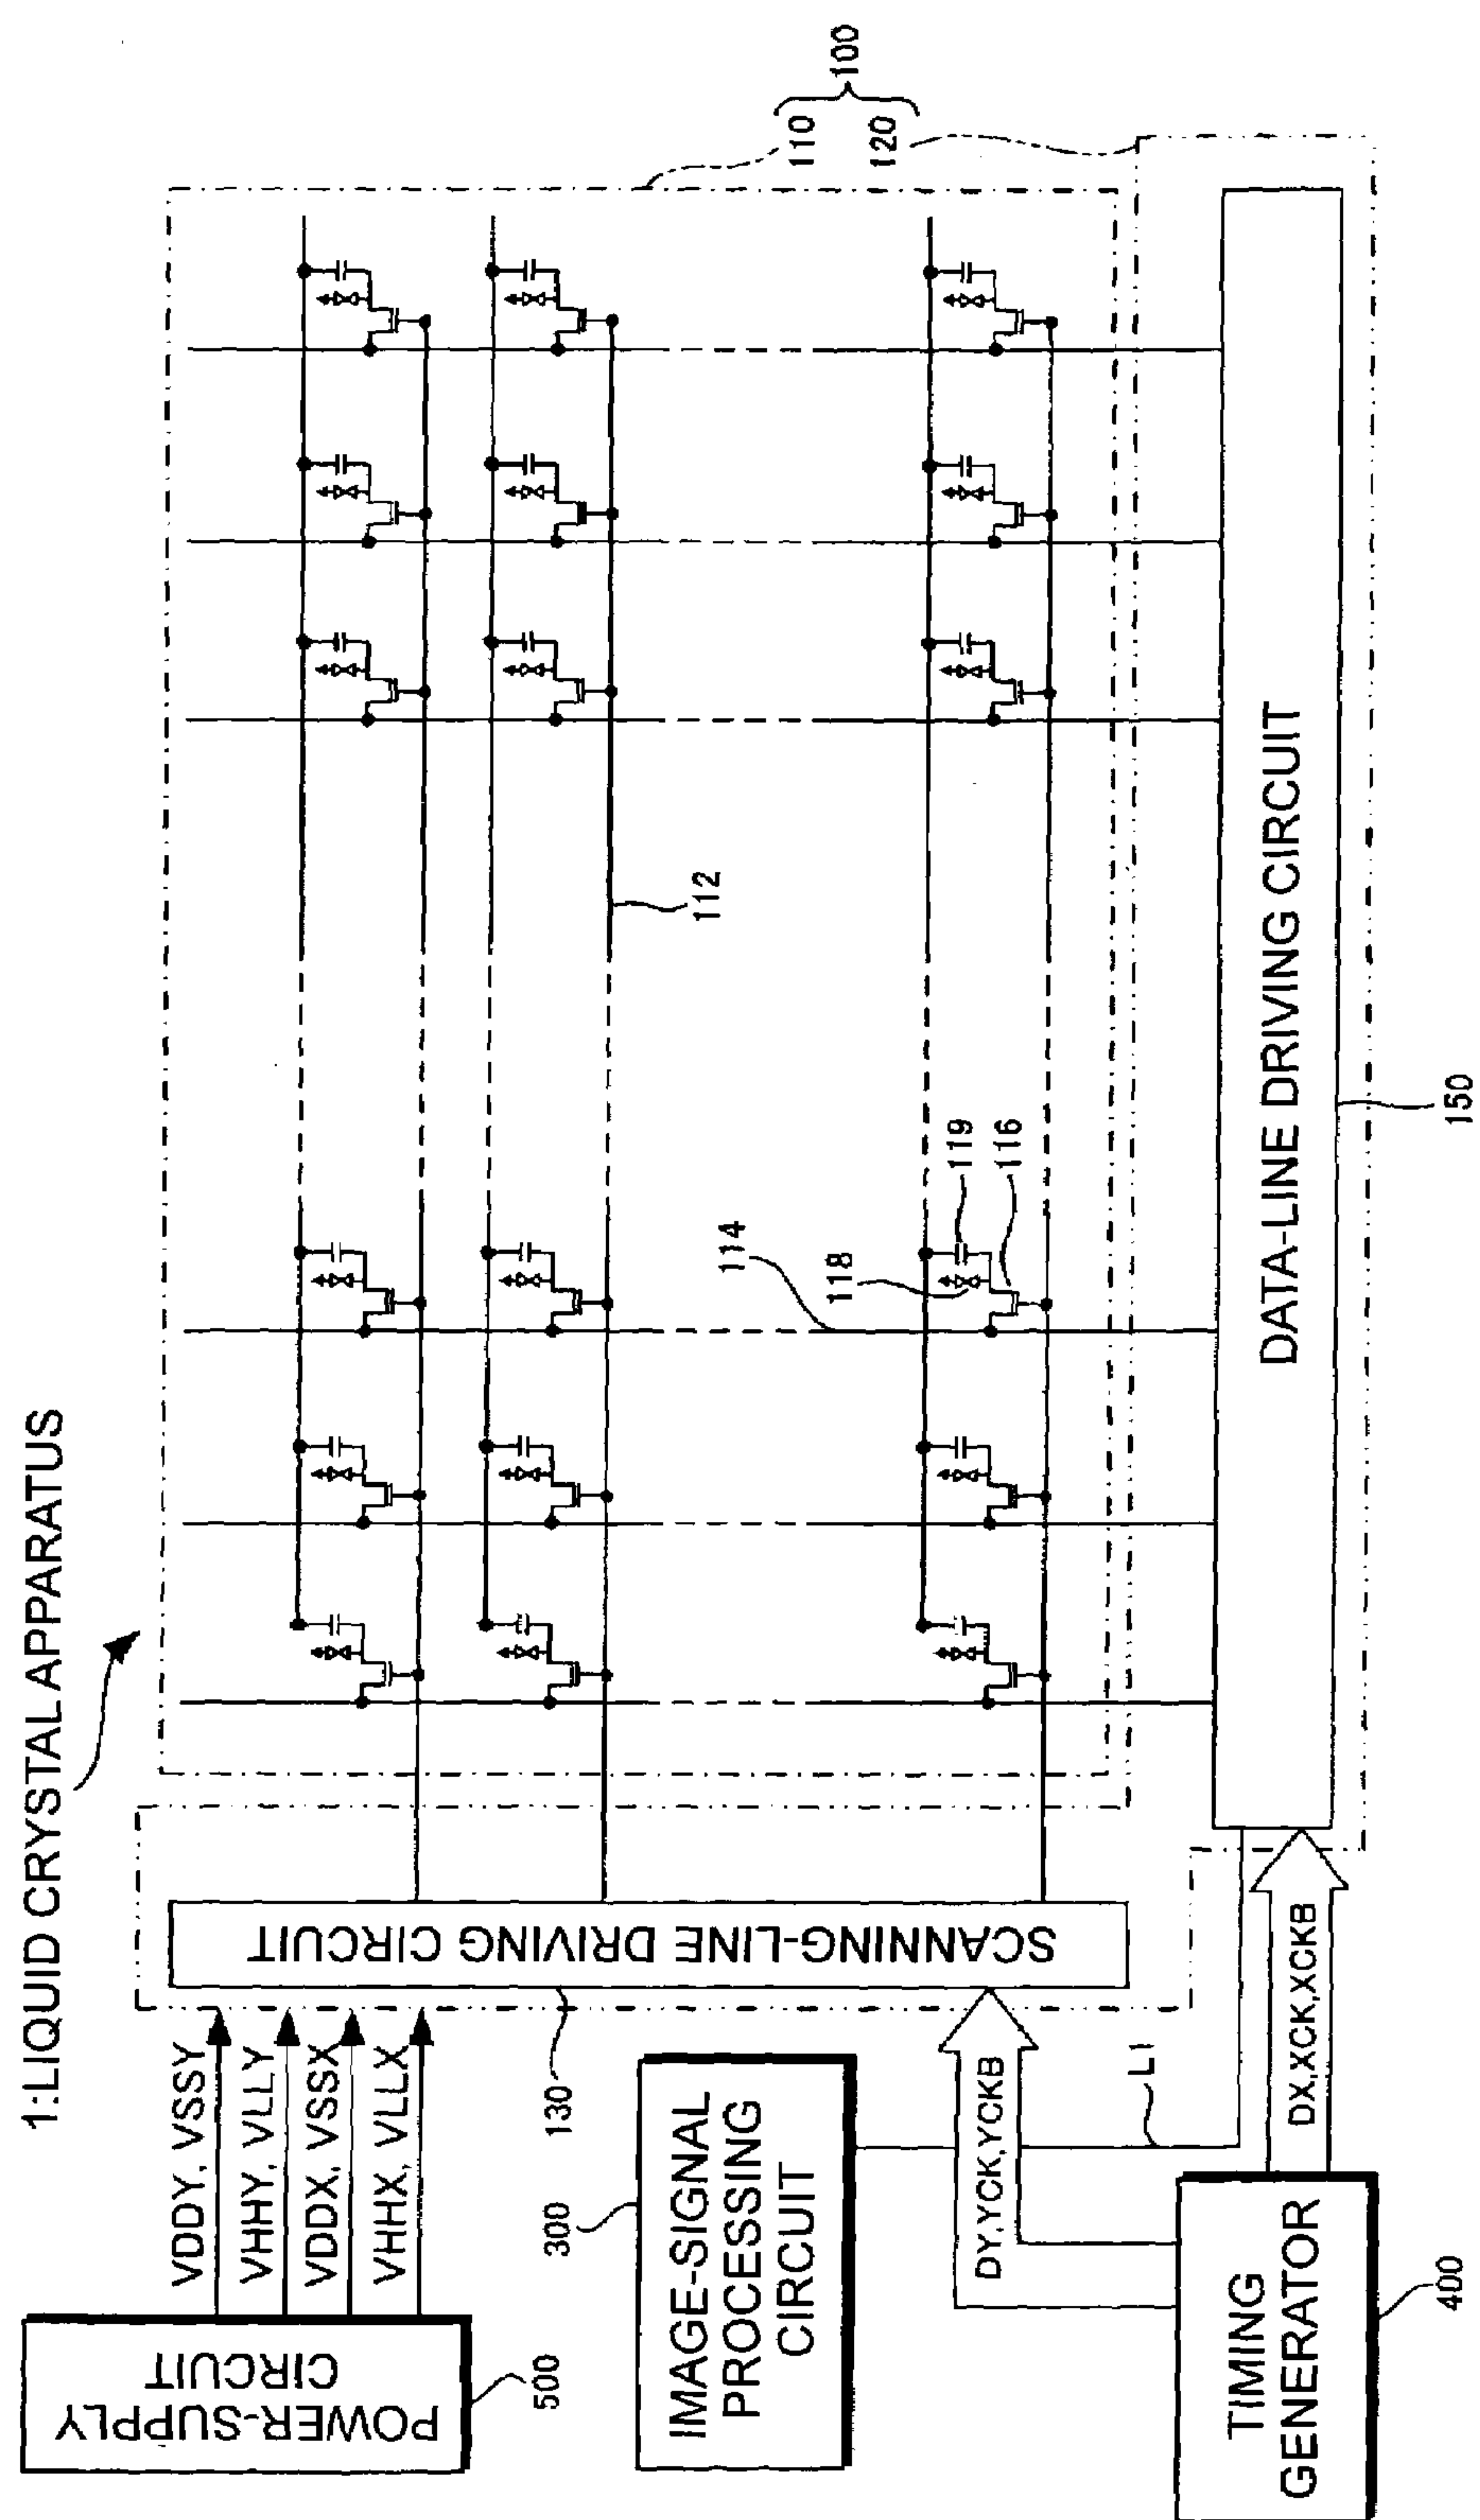 1:LIQUID CRYSTAL APPARATUS
POWER-SUPPLY
CIRCUIT
500
VDDY, VSSY
VHHY, VLLY
VDDX, VSSX
VHHX, VLLX
SCANNING-LINE DRIVING CIRCUIT
130
300
IMAGE-SIGNAL
PROCESSING
CIRCUIT
DY,YCK,YCKB
L1
TIMING
GENERATOR
400
DX,XCK,XCKB
DATA-LINE DRIVING CIRCUIT
150
112
114
118
119
116
110
120
100